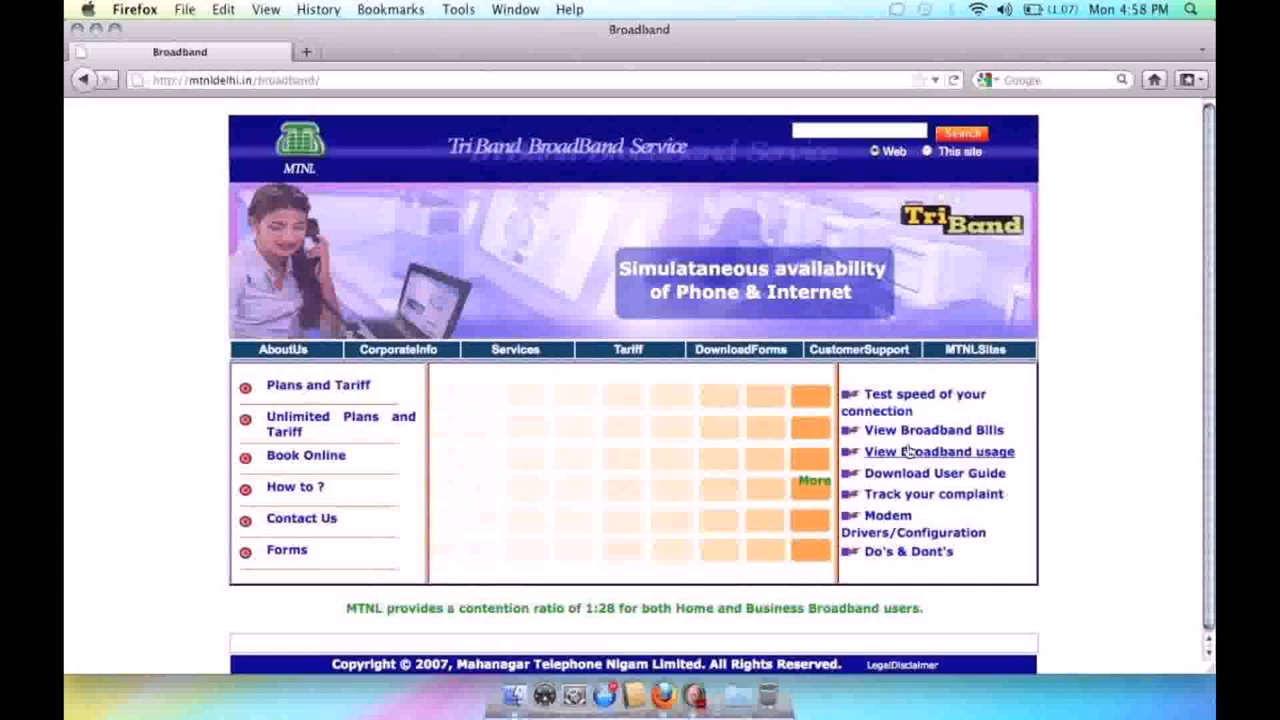 Firefox File Edit View History Bookmarks Tools Window Help (1:07) Mon 4:58 PM
Broadband
Broadband
http://mtnldelhi.in/broadband/
Google
MTNL
Tri Band BroadBand Service
Search
Web This site
Tri
Band
Simulataneous availability
of Phone & Internet
AboutUs CorporateInfo Services Tariff DownloadForms CustomerSupport MTNLSites
Plans and Tariff
Unlimited Plans and
Tariff
Book Online
How to ?
Contact Us
Forms
More
Test speed of your
connection
View Broadband Bills
View Broadband usage
Download User Guide
Track your complaint
Modem
Drivers/Configuration
Do's & Dont's
MTNL provides a contention ratio of 1:28 for both Home and Business Broadband users.
Copyright © 2007, Mahanagar Telephone Nigam Limited. All Rights Reserved. LegalDisclaimer